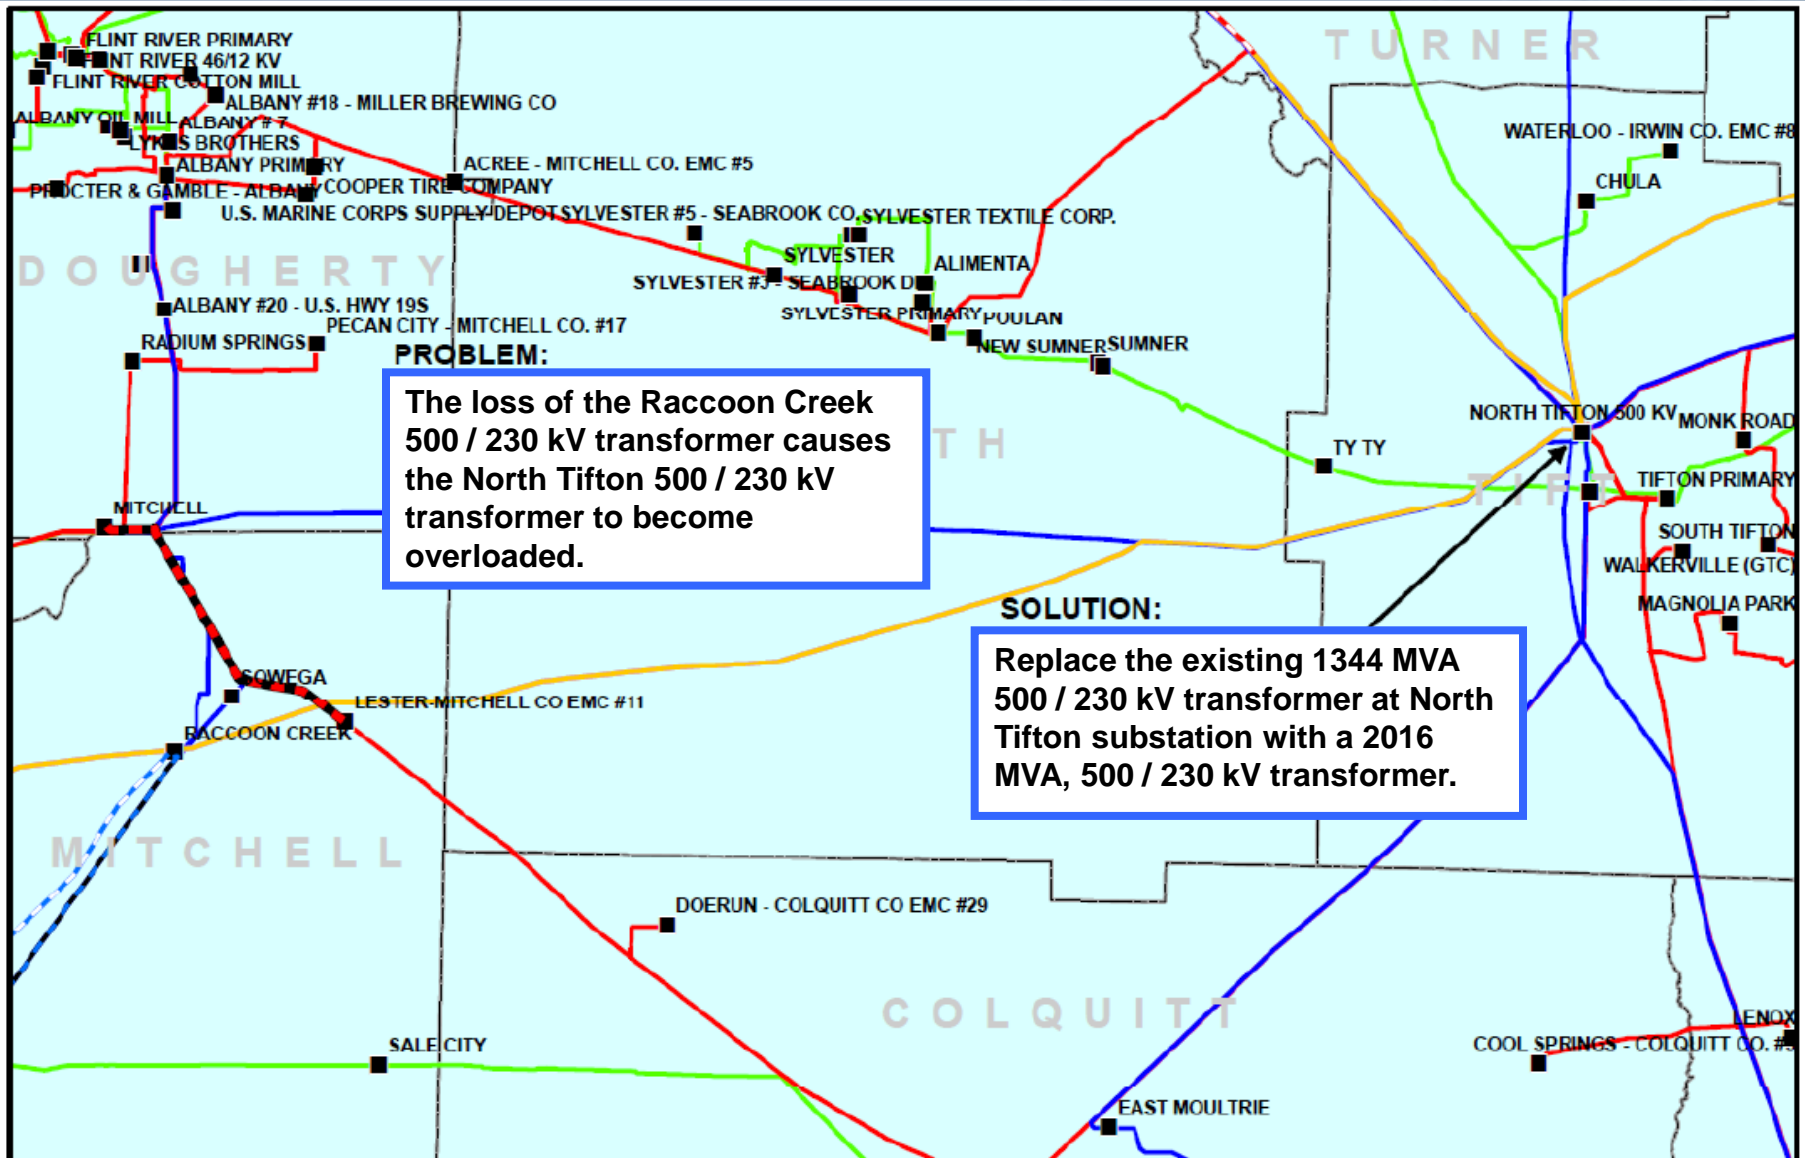 TURNER
FLINT RIVER PRIMARY
FLINT RIVER 46/12 KV
FLINT RIVER COTTON MILL
ALBANY #18 - MILLER BREWING CO
ALBANY OIL MILL
ALBANY # 7
LYKES BROTHERS
WATERLOO - IRWIN CO. EMC #8
ALBANY PRIMARY
ACREE - MITCHELL CO. EMC #5
PROCTER & GAMBLE - ALBANY
COOPER TIRE COMPANY
CHULA
U.S. MARINE CORPS SUPPLY DEPOT
SYLVESTER #5 - SEABROOK CO.
SYLVESTER TEXTILE CORP.
SYLVESTER
DOUGHERTY
ALIMENTA
SYLVESTER #3 - SEABROOK D
ALBANY #20 - U.S. HWY 19S
SYLVESTER PRIMARY
POULAN
PECAN CITY - MITCHELL CO. #17
RADIUM SPRINGS
NEW SUMNER
SUMNER
PROBLEM:
The loss of the Raccoon Creek
500 / 230 kV transformer causes
the North Tifton 500 / 230 kV
transformer to become
overloaded.
TH
NORTH TIFTON 500 KV
MONK ROAD
TY TY
TIFT
TIFTON PRIMARY
MITCHELL
SOUTH TIFTON
WALKERVILLE (GTC)
MAGNOLIA PARK
SOLUTION:
Replace the existing 1344 MVA
500 / 230 kV transformer at North
Tifton substation with a 2016
MVA, 500 / 230 kV transformer.
SOWEGA
LESTER-MITCHELL CO EMC #11
RACCOON CREEK
MITCHELL
DOERUN - COLQUITT CO EMC #29
COLQUITT
LENOX
SALE CITY
COOL SPRINGS - COLQUITT CO. #3
EAST MOULTRIE